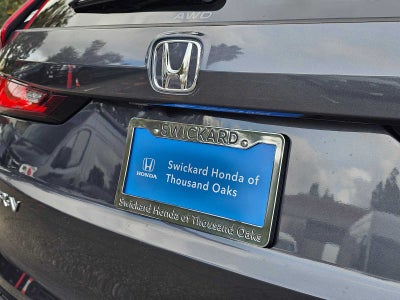 AWD
SWICKARD
Swickard Honda of
Thousand Oaks
HONDA
Swickard Honda of Thousand Oaks
R-V